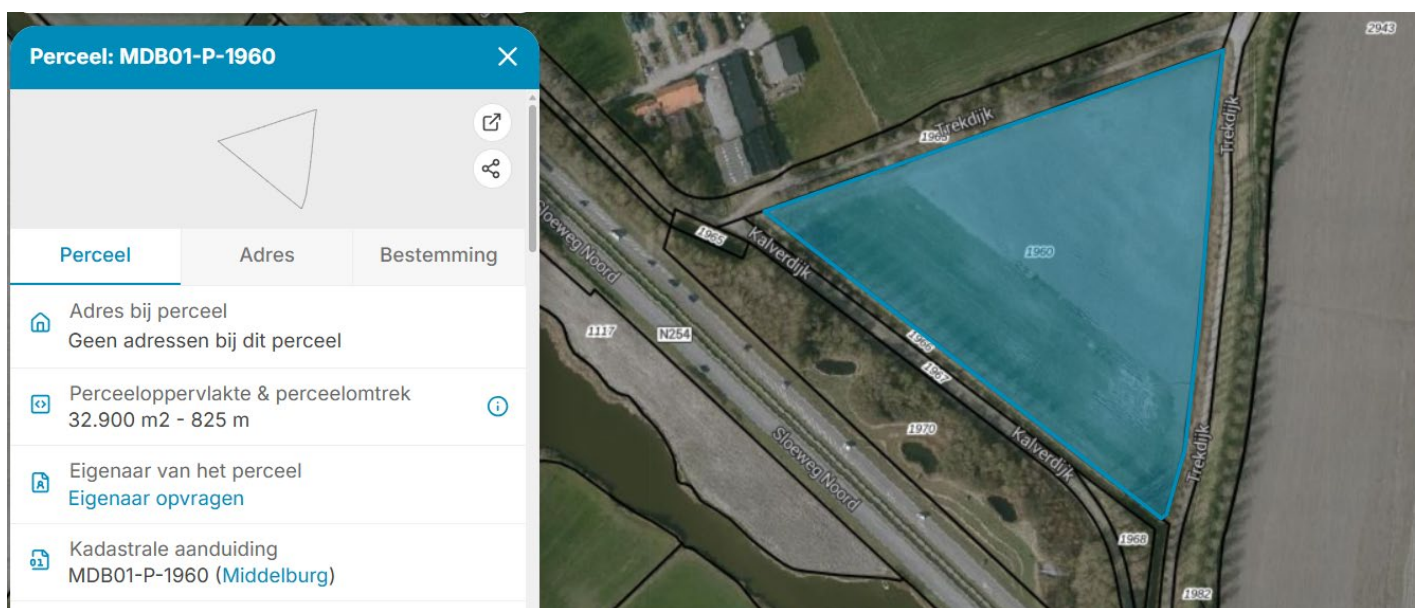 Perceel: MDB01-P-1960
Perceel
Adres
Bestemming
Adres bij perceel
Geen adressen bij dit perceel
Perceeloppervlakte & perceelomtrek
32.900 m2 - 825 m
Eigenaar van het perceel
Eigenaar opvragen
Kadastrale aanduiding
MDB01-P-1960 (Middelburg)
2943
Trekdijk
1963
Trekdijk
1965
Kalverdijk
Sloeweg Noord
1960
1117
N254
1966
1967
1970
Kalverdijk
Sloeweg Noord
Trekdijk
1968
1982